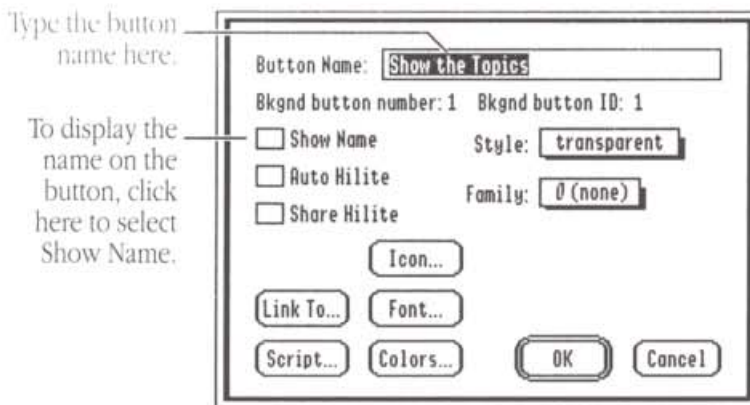 Type the button
name here.
Button Name: Show the Topics
Bkgnd button number: 1 Bkgnd button ID: 1
To display the
name on the
button, click
here to select
Show Name.
Show Name
Auto Hilite
Share Hilite
Style: transparent
Family: 0 (none)
Icon...
Link To... Font...
Script... Colors... OK Cancel